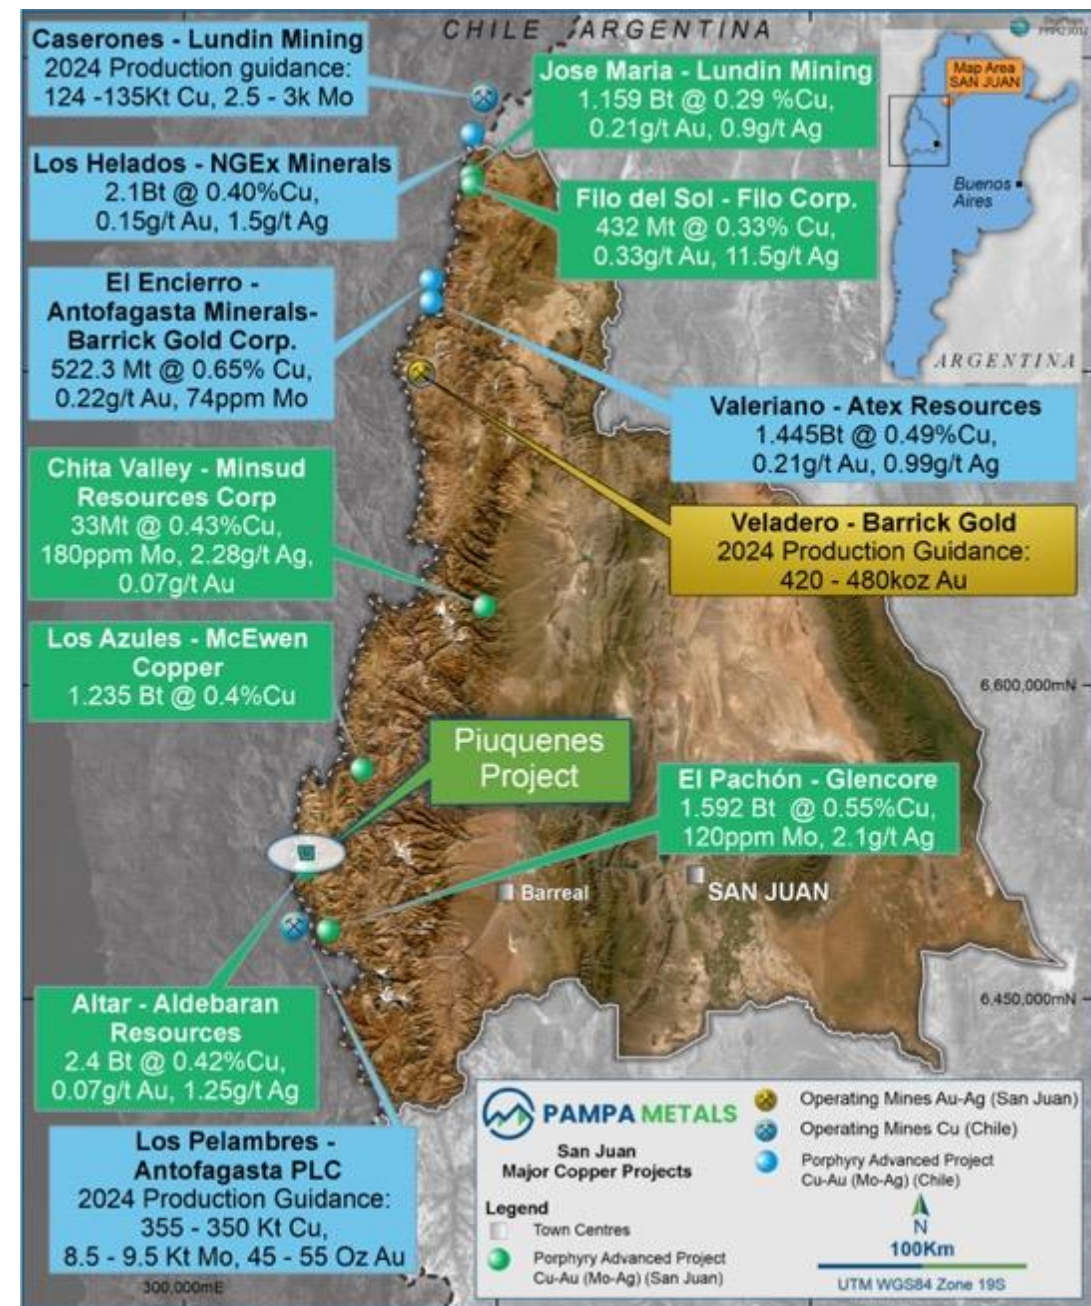 CHILE ARGENTINA
Caserones - Lundin Mining
2024 Production guidance:
124 -135Kt Cu, 2.5 - 3k Mo
Jose Maria - Lundin Mining
1.159 Bt @ 0.29 %Cu,
0.21g/t Au, 0.9g/t Ag
Map Area
SAN JUAN
Buenos
Aires
ARGENTINA
Los Helados - NGEx Minerals
2.1Bt @ 0.40%Cu,
0.15g/t Au, 1.5g/t Ag
Filo del Sol - Filo Corp.
432 Mt @ 0.33% Cu,
0.33g/t Au, 11.5g/t Ag
El Encierro -
Antofagasta Minerals-
Barrick Gold Corp.
522.3 Mt @ 0.65% Cu,
0.22g/t Au, 74ppm Mo
Valeriano - Atex Resources
1.445Bt @ 0.49%Cu,
0.21g/t Au, 0.99g/t Ag
Chita Valley - Minsud
Resources Corp
33Mt @ 0.43%Cu,
180ppm Mo, 2.28g/t Ag,
0.07g/t Au
Veladero - Barrick Gold
2024 Production Guidance:
420 - 480koz Au
Los Azules - McEwen
Copper
1.235 Bt @ 0.4%Cu
6,600,000mN
Piuquenes
Project
El Pachón - Glencore
1.592 Bt @ 0.55%Cu,
120ppm Mo, 2.1g/t Ag
Barreal
SAN JUAN
Altar - Aldebaran
Resources
2.4 Bt @ 0.42%Cu,
0.07g/t Au, 1.25g/t Ag
6,450,000mN
Los Pelambres -
Antofagasta PLC
2024 Production Guidance:
355 - 350 Kt Cu,
8.5 - 9.5 Kt Mo, 45 - 55 Oz Au
300,000mE
PAMPA METALS
San Juan
Major Copper Projects
Legend
Town Centres
Porphyry Advanced Project
Cu-Au (Mo-Ag) (San Juan)
Operating Mines Au-Ag (San Juan)
Operating Mines Cu (Chile)
Porphyry Advanced Project
Cu-Au (Mo-Ag) (Chile)
N
100Km
UTM WGS84 Zone 19S